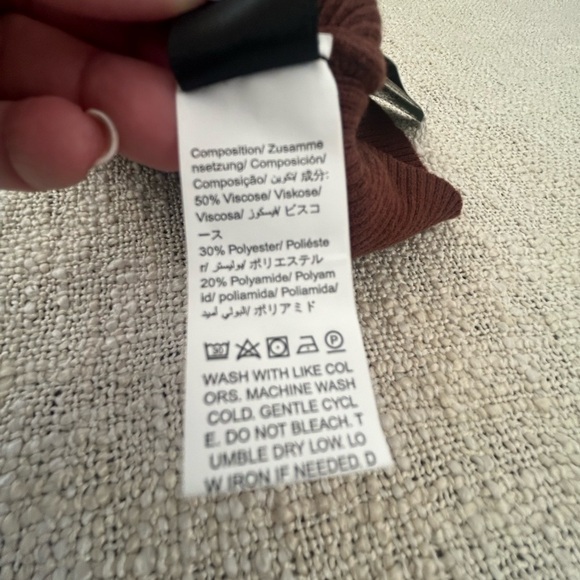 Composition/ Zusamme
nsetzung/ Composición/
Composição/ تكوين/ 成分:
50% Viscose/ Viskose/
Viscosa/ فيسكوز/ ビスコ
ース
30% Polyester/ Poliéste
r/ بوليستر/ ポリエステル
20% Polyamide/ Polyam
id/ poliamida/ Poliamida/
البولي أميد/ ポリアミド
30 P
WASH WITH LIKE COL
ORS. MACHINE WASH
COLD. GENTLE CYCL
E. DO NOT BLEACH. T
UMBLE DRY LOW. LO
W IRON IF NEEDED. D